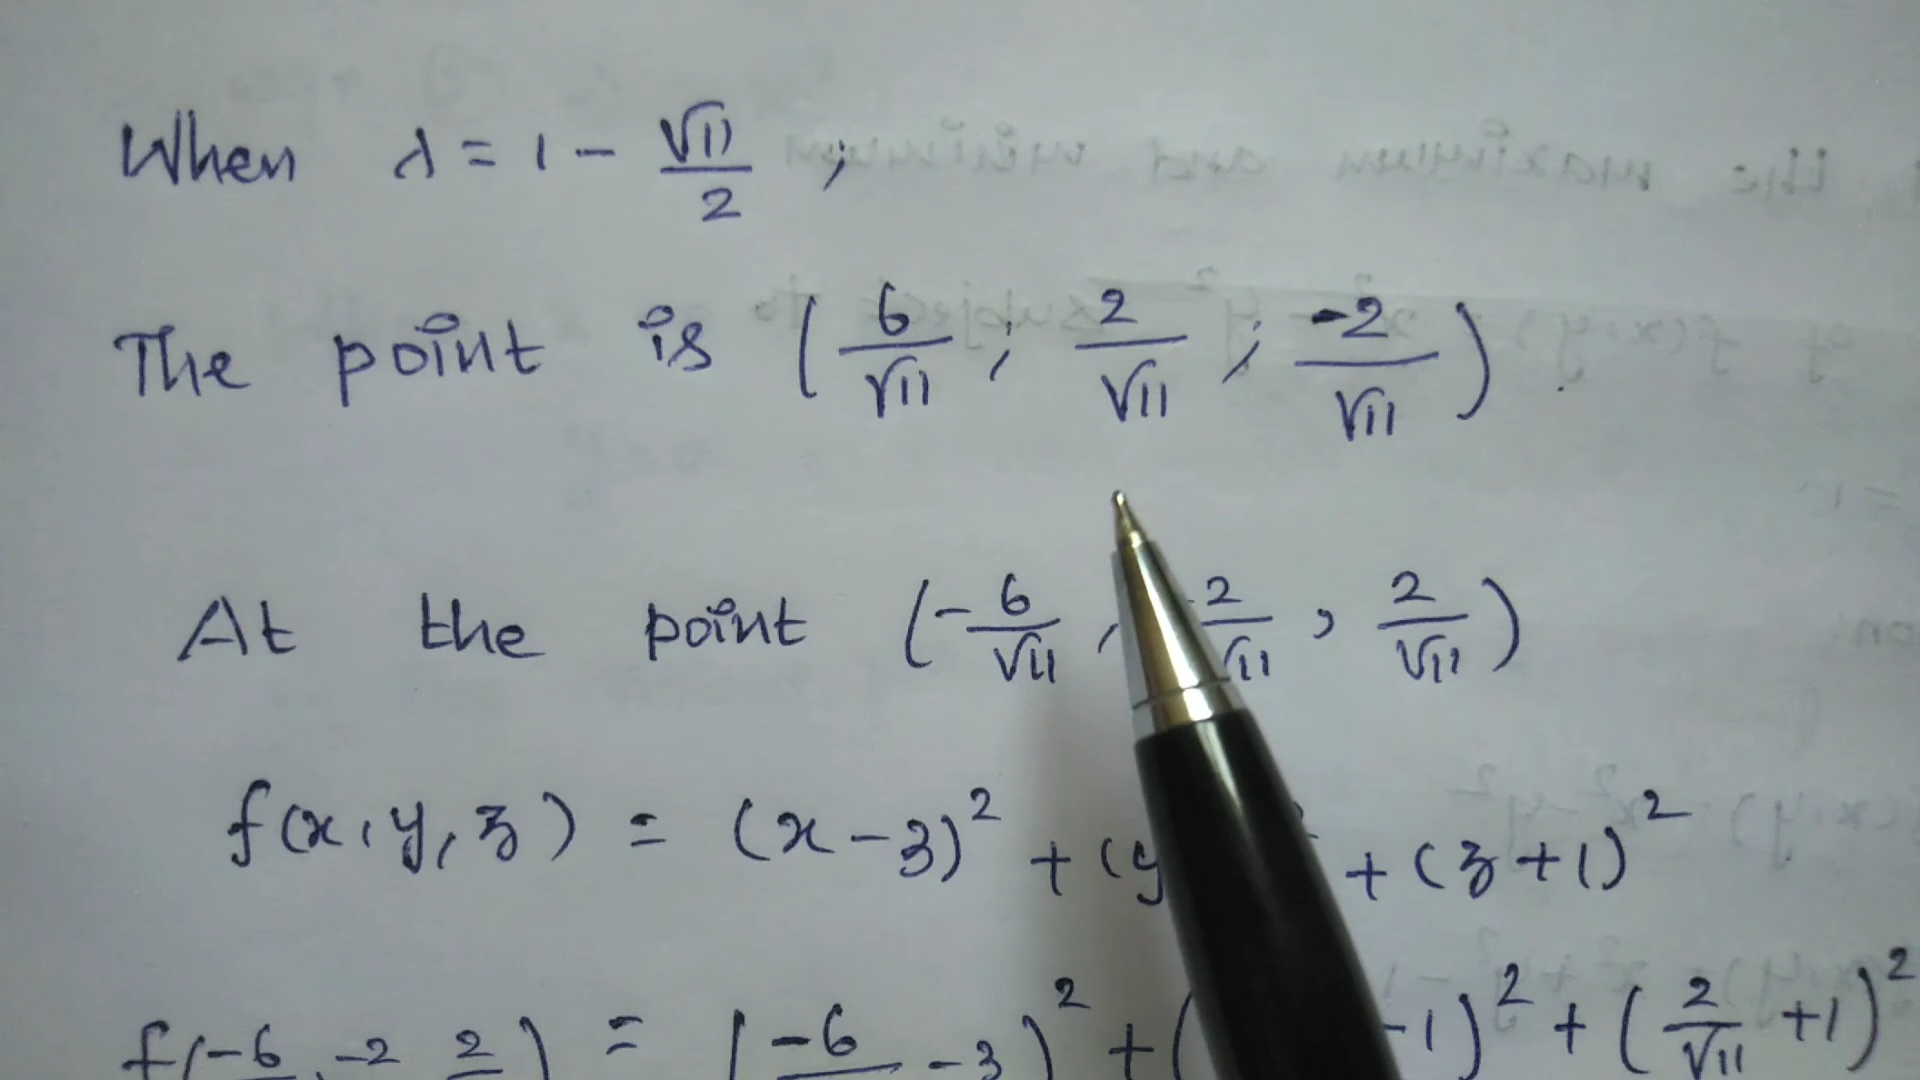 When λ = 1 - √11/2 ;
The point is (6/√11, 2/√11, -2/√11).
At the point (-6/√11, -2/√11, 2/√11)
f(x, y, z) = (x-3)² + (y ² + (z+1)²
f(-6 , -2 , 2 ) = (-6 -3)² + ( -1)² + (2/√11 +1)²